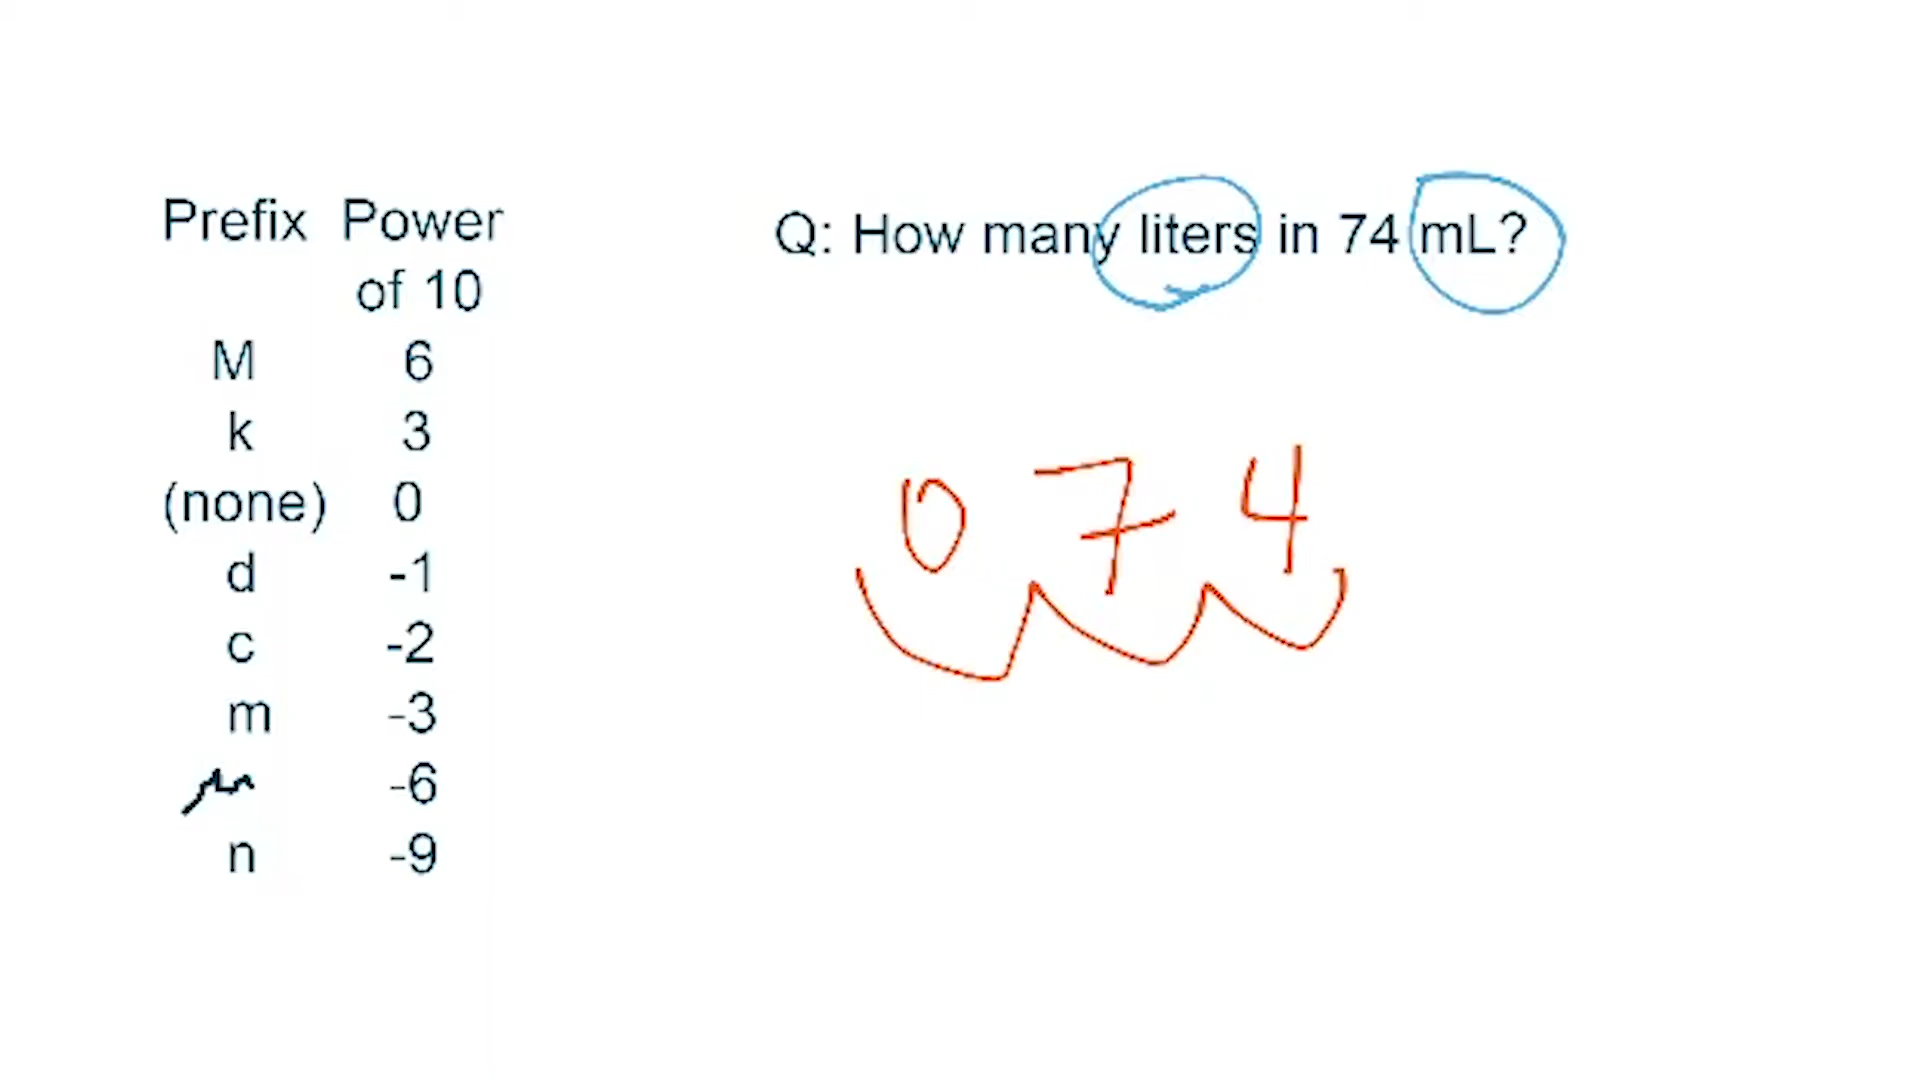 Prefix Power
of 10
M 6
k 3
(none) 0
d -1
c -2
m -3
μ -6
n -9
Q: How many liters in 74 mL?
0 7 4